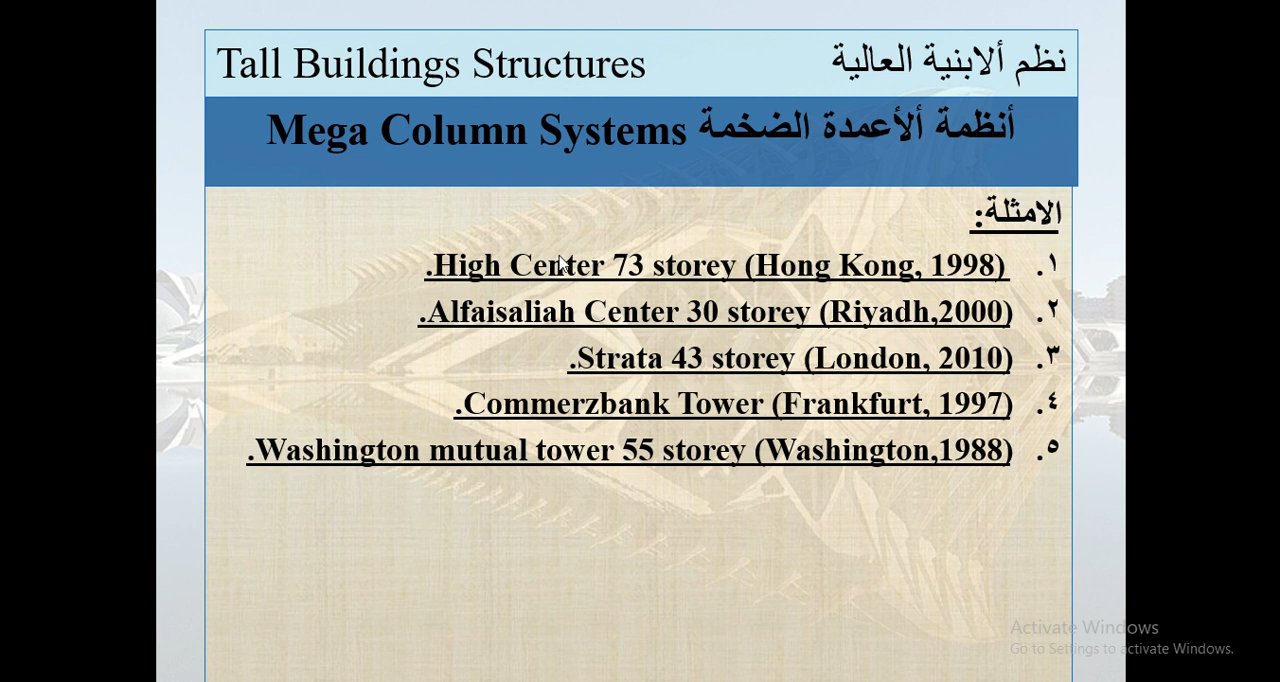 Tall Buildings Structures نظم ألابنية العالية
أنظمة ألأعمدة الضخمة Mega Column Systems
الامثلة:
١. High Center 73 storey (Hong Kong, 1998).
٢. Alfaisaliah Center 30 storey (Riyadh,2000).
٣. Strata 43 storey (London, 2010).
٤. Commerzbank Tower (Frankfurt, 1997).
٥. Washington mutual tower 55 storey (Washington,1988).
Activate Windows
Go to Settings to activate Windows.